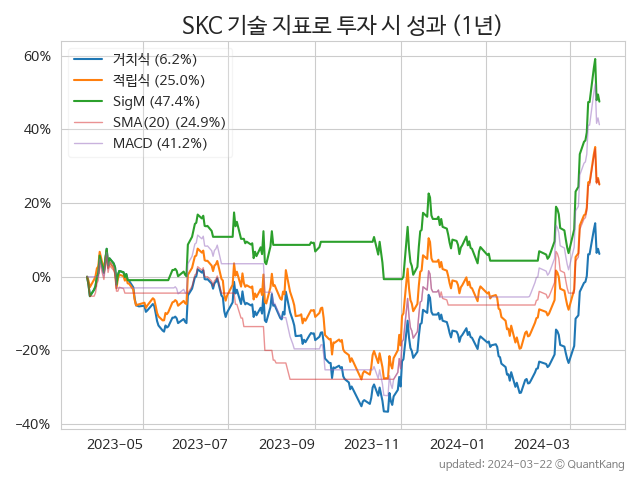 SKC 기술 지표로 투자 시 성과 (1년)
60%
40%
20%
0%
−20%
−40%
거치식 (6.2%)
적립식 (25.0%)
SigM (47.4%)
SMA(20) (24.9%)
MACD (41.2%)
2023-05
2023-07
2023-09
2023-11
2024-01
2024-03
updated: 2024-03-22 © QuantKang